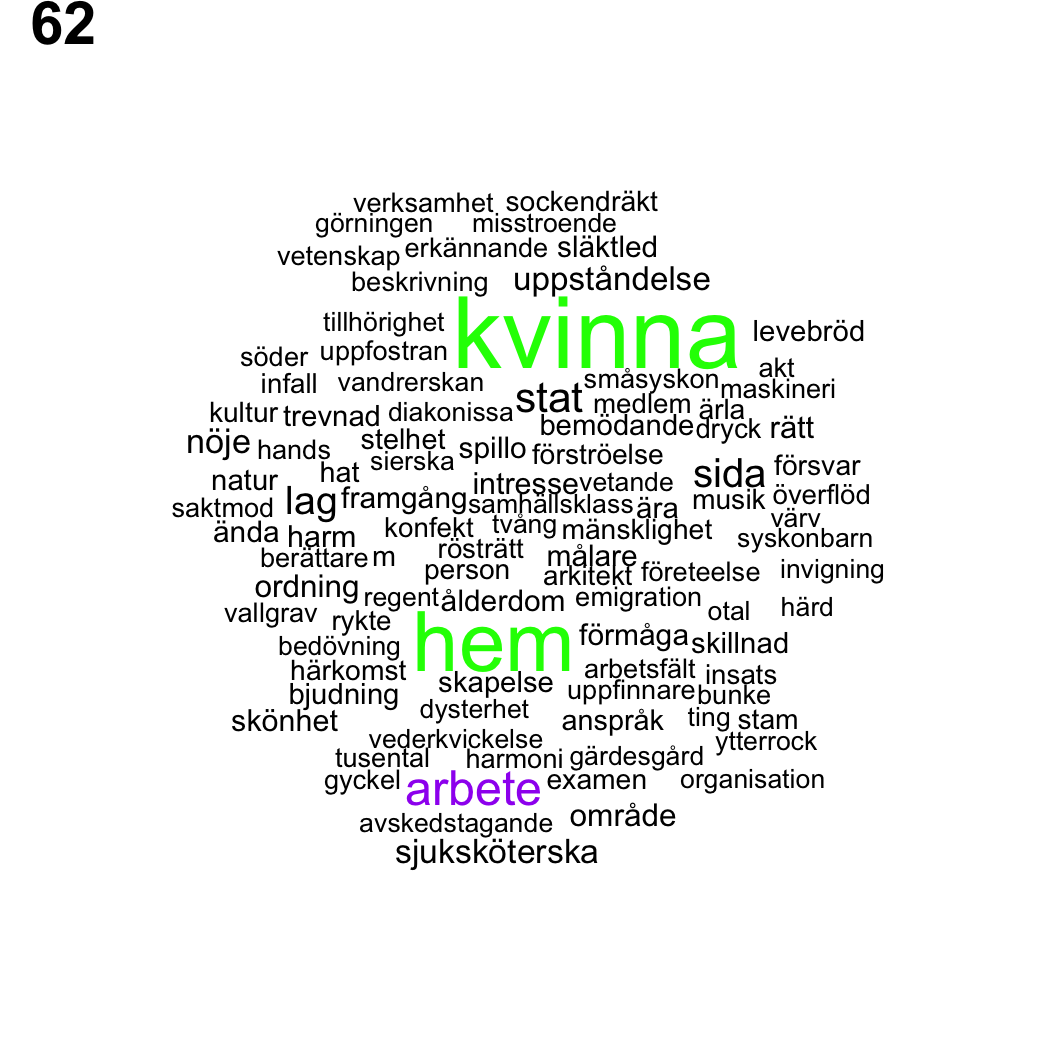 62
verksamhet sockendräkt
görningen misstroende
vetenskap erkännande släktled
beskrivning uppståndelse
tillhörighet kvinna levebröd
söder uppfostran akt
infall vandrerskan stat småsyskon maskineri
kultur trevnad diakonissa medlem ärla
nöje hands stelhet spillo bemödande dryck rätt
hat sierska förströelse sida försvar
natur intresse vetande
saktmod lag framgång samhällsklass ära musik överflöd
ända harm konfekt tvång mänsklighet värv
syskonbarn
berättare m rösträtt målare
person arkitekt företeelse invigning
ordning regent ålderdom emigration
vallgrav rykte otal härd
bedövning hem förmåga skillnad
härkomst skapelse arbetsfält insats
bjudning uppfinnare bunke
skönhet dysterhet anspråk ting stam
vederkvickelse ytterrock
tusental harmoni gärdesgård
gyckel arbete examen organisation
avskedstagande område
sjuksköterska